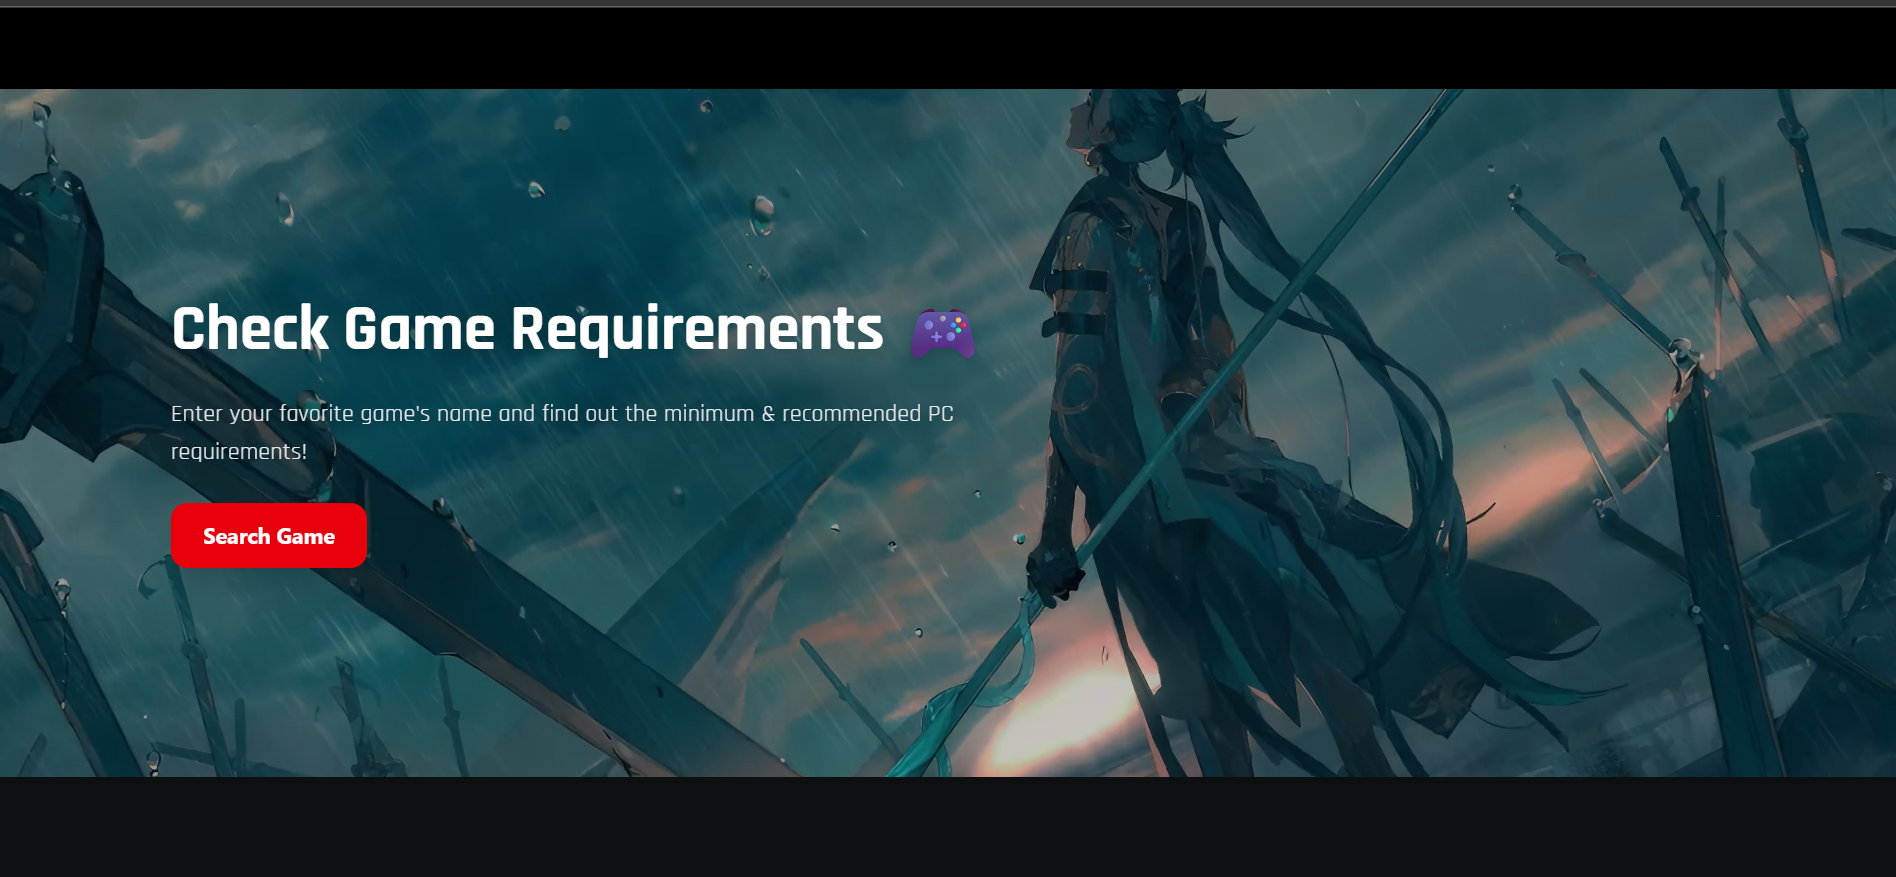 Check Game Requirements 🎮
Enter your favorite game's name and find out the minimum & recommended PC
requirements!
Search Game